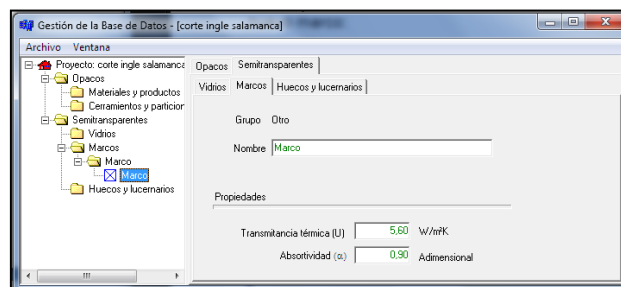 Gestión de la Base de Datos - [corte ingle salamanca]
Archivo Ventana
Proyecto: corte ingle salamanca
Opacos
Materiales y productos
Cerramientos y particion
Semitransparentes
Vidrios
Marcos
Marco
Marco
Huecos y lucernarios
Opacos Semitransparentes
Vidrios Marcos Huecos y lucernarios
Grupo Otro
Nombre Marco
Propiedades
Transmitancia térmica (U) 5,60 W/m²K
Absortividad (α) 0,90 Adimensional